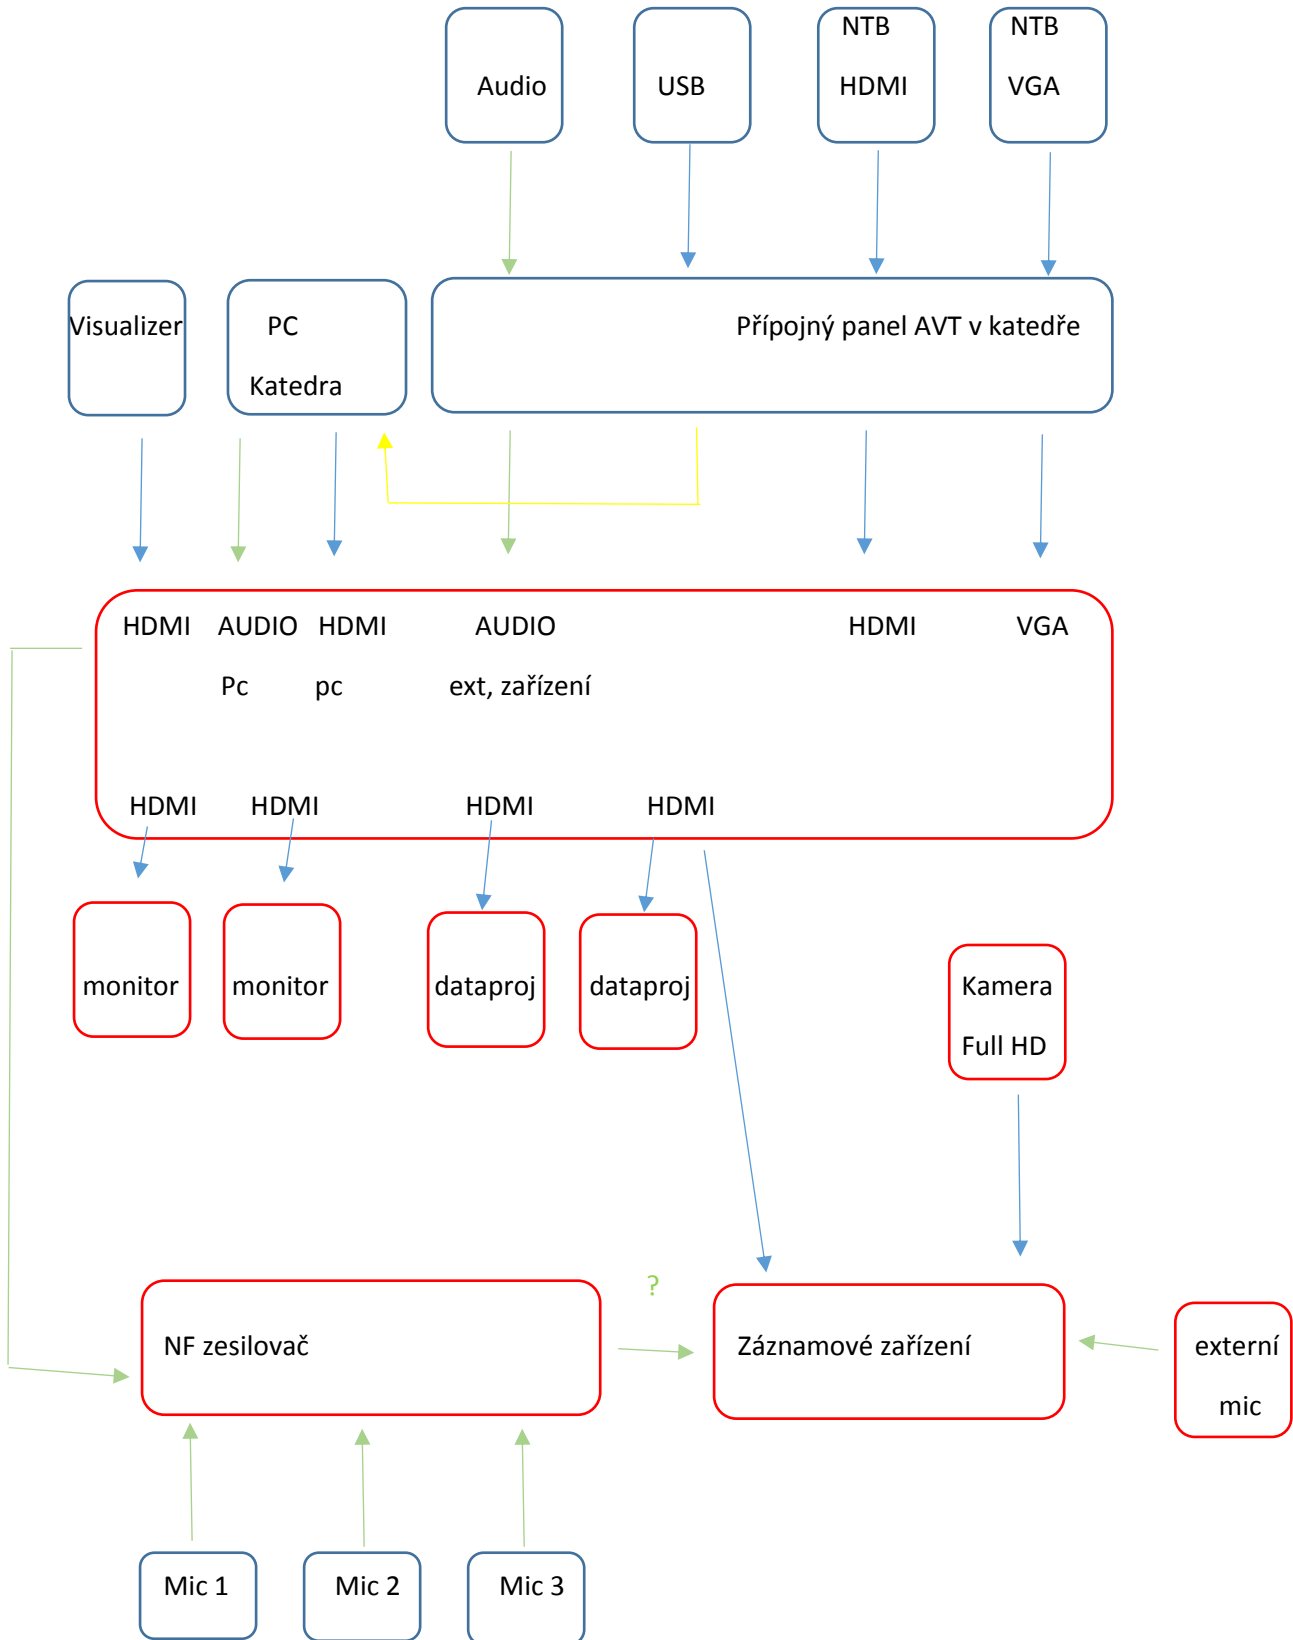 NTB NTB
Audio USB HDMI VGA
Visualizer PC Přípojný panel AVT v katedře
Katedra
HDMI AUDIO HDMI AUDIO HDMI VGA
Pc pc ext, zařízení
HDMI HDMI HDMI HDMI
monitor monitor dataproj dataproj Kamera
Full HD
?
NF zesilovač Záznamové zařízení externí
mic
Mic 1 Mic 2 Mic 3